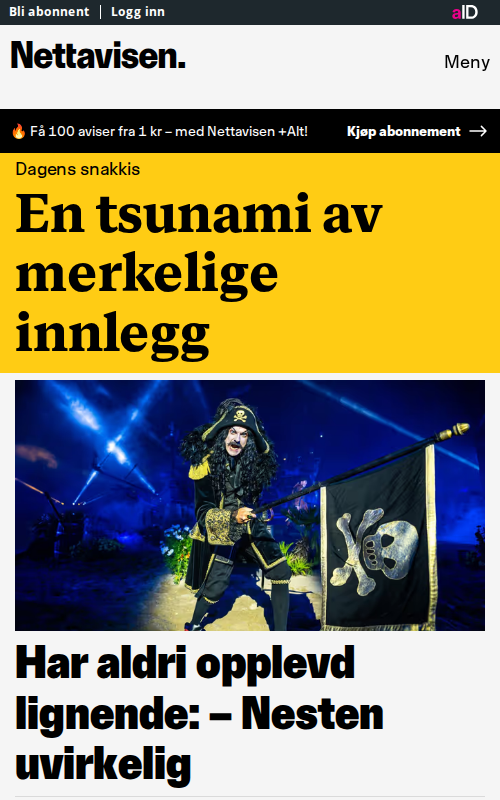 Bli abonnent | Logg inn
aID
Nettavisen.
Meny
🔥 Få 100 aviser fra 1 kr – med Nettavisen +Alt!
Kjøp abonnement →
Dagens snakkis
En tsunami av
merkelige
innlegg
Har aldri opplevd
lignende: – Nesten
uvirkelig